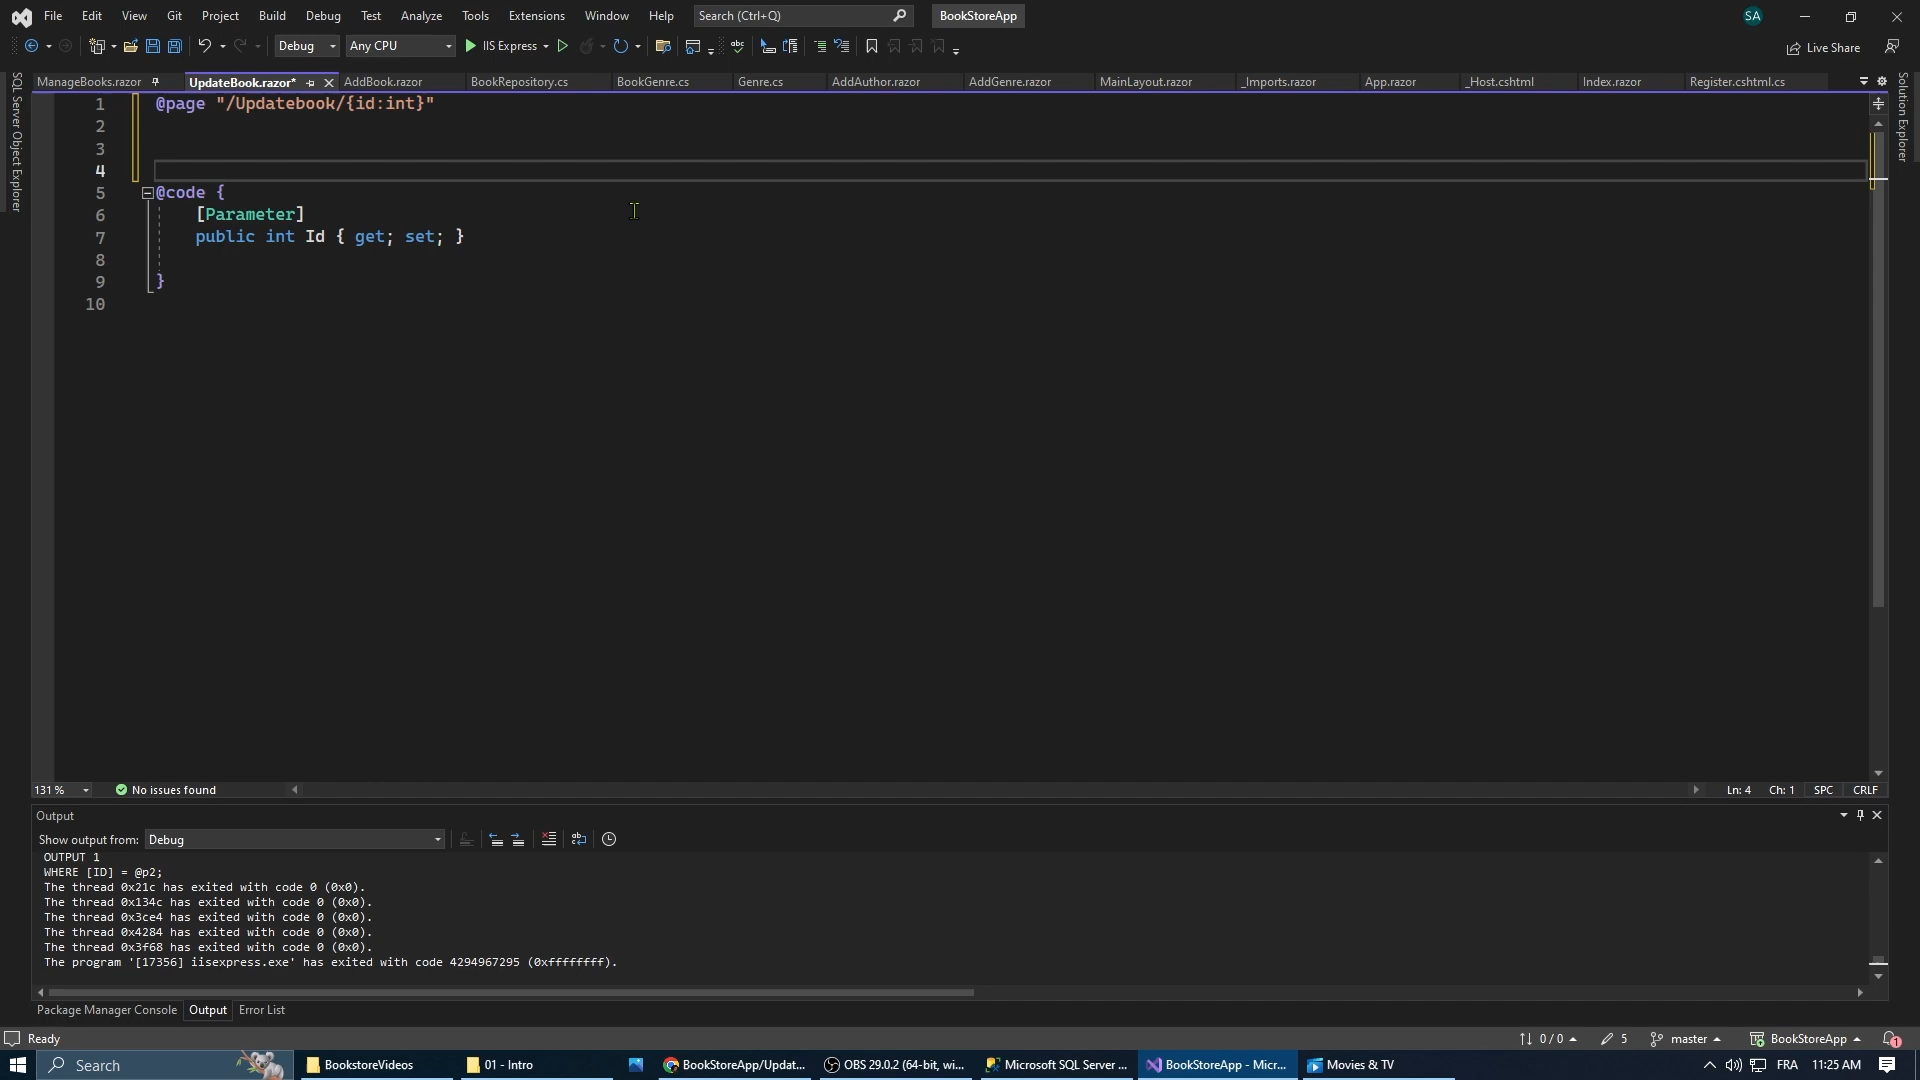 File Edit View Git Project Build Debug Test Analyze Tools Extensions Window Help Search (Ctrl+Q) BookStoreApp SA
Debug Any CPU IIS Express Live Share
ManageBooks.razor UpdateBook.razor* AddBook.razor BookRepository.cs BookGenre.cs Genre.cs AddAuthor.razor AddGenre.razor MainLayout.razor _Imports.razor App.razor _Host.cshtml Index.razor Register.cshtml.cs
SQL Server Object Explorer
Solution Explorer
1 @page "/Updatebook/{id:int}"
2
3
4
5 @code {
6 [Parameter]
7 public int Id { get; set; }
8
9 }
10
131 % No issues found Ln: 4 Ch: 1 SPC CRLF
Output
Show output from: Debug
OUTPUT 1
WHERE [ID] = @p2;
The thread 0x21c has exited with code 0 (0x0).
The thread 0x134c has exited with code 0 (0x0).
The thread 0x3ce4 has exited with code 0 (0x0).
The thread 0x4284 has exited with code 0 (0x0).
The thread 0x3f68 has exited with code 0 (0x0).
The program '[17356] iisexpress.exe' has exited with code 4294967295 (0xffffffff).
Package Manager Console Output Error List
Ready 0 / 0 5 master BookStoreApp 1
Search BookstoreVideos 01 - Intro BookStoreApp/Updat... OBS 29.0.2 (64-bit, wi... Microsoft SQL Server ... BookStoreApp - Micr... Movies & TV FRA 11:25 AM